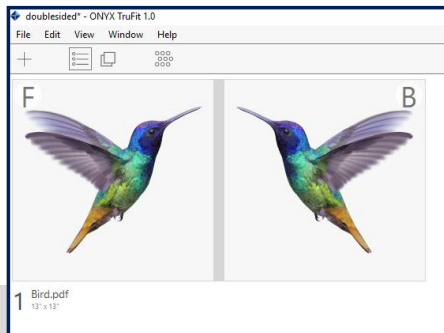 doublesided* - ONYX TruFit 1.0
File Edit View Window Help
F B
1 Bird.pdf
13" x 13"